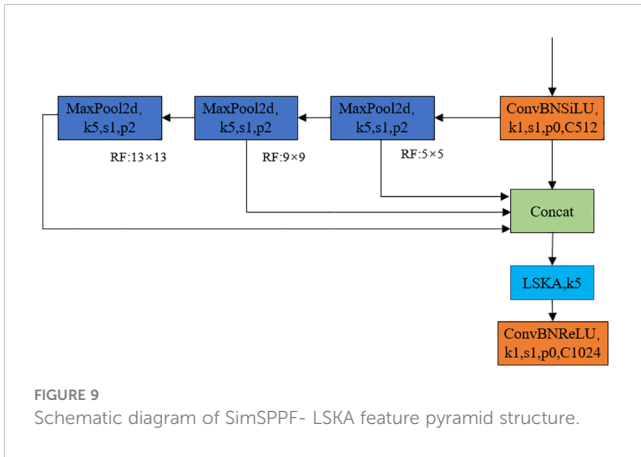 MaxPool2d,
k5,s1,p2
MaxPool2d,
k5,s1,p2
MaxPool2d,
k5,s1,p2
ConvBNSiLU,
k1,s1,p0,C512
RF:13×13
RF:9×9
RF:5×5
Concat
LSKA,k5
ConvBNReLU,
k1,s1,p0,C1024
FIGURE 9
Schematic diagram of SimSPPF- LSKA feature pyramid structure.